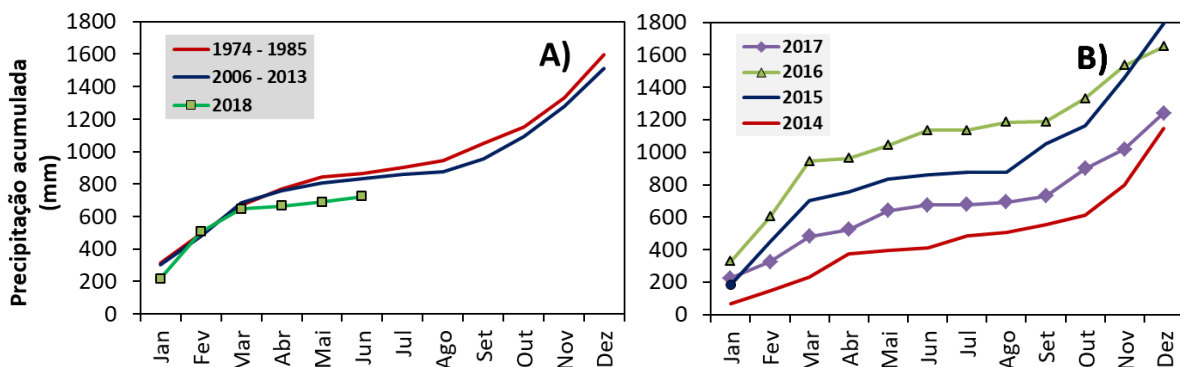 Precipitação acumulada
(mm)
1800
1600
1400
1200
1000
800
600
400
200
0
1974 - 1985
2006 - 2013
2018
A)
Jan
Fev
Mar
Abr
Mai
Jun
Jul
Ago
Set
Out
Nov
Dez
1800
1600
1400
1200
1000
800
600
400
200
0
2017
2016
2015
2014
B)
Jan
Fev
Mar
Abr
Mai
Jun
Jul
Ago
Set
Out
Nov
Dez